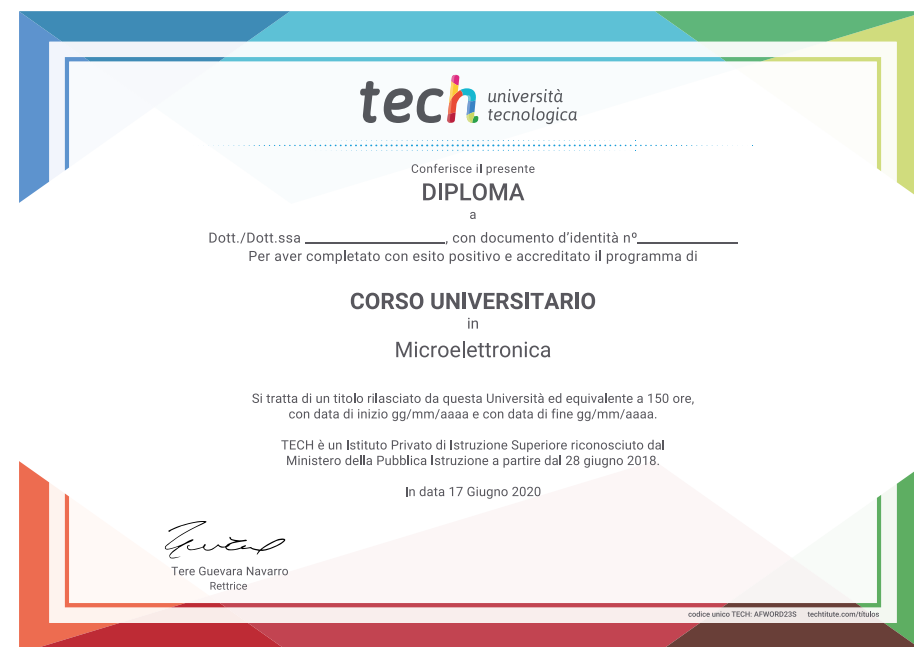 tech università
tecnologica
Conferisce il presente
DIPLOMA
a
Dott./Dott.ssa ____________________, con documento d'identità nº______________
Per aver completato con esito positivo e accreditato il programma di
CORSO UNIVERSITARIO
in
Microelettronica
Si tratta di un titolo rilasciato da questa Università ed equivalente a 150 ore,
con data di inizio gg/mm/aaaa e con data di fine gg/mm/aaaa.
TECH è un Istituto Privato di Istruzione Superiore riconosciuto dal
Ministero della Pubblica Istruzione a partire dal 28 giugno 2018.
In data 17 Giugno 2020
Tere Guevara Navarro
Rettrice
codice unico TECH: AFWORD23S techtitute.com/títulos